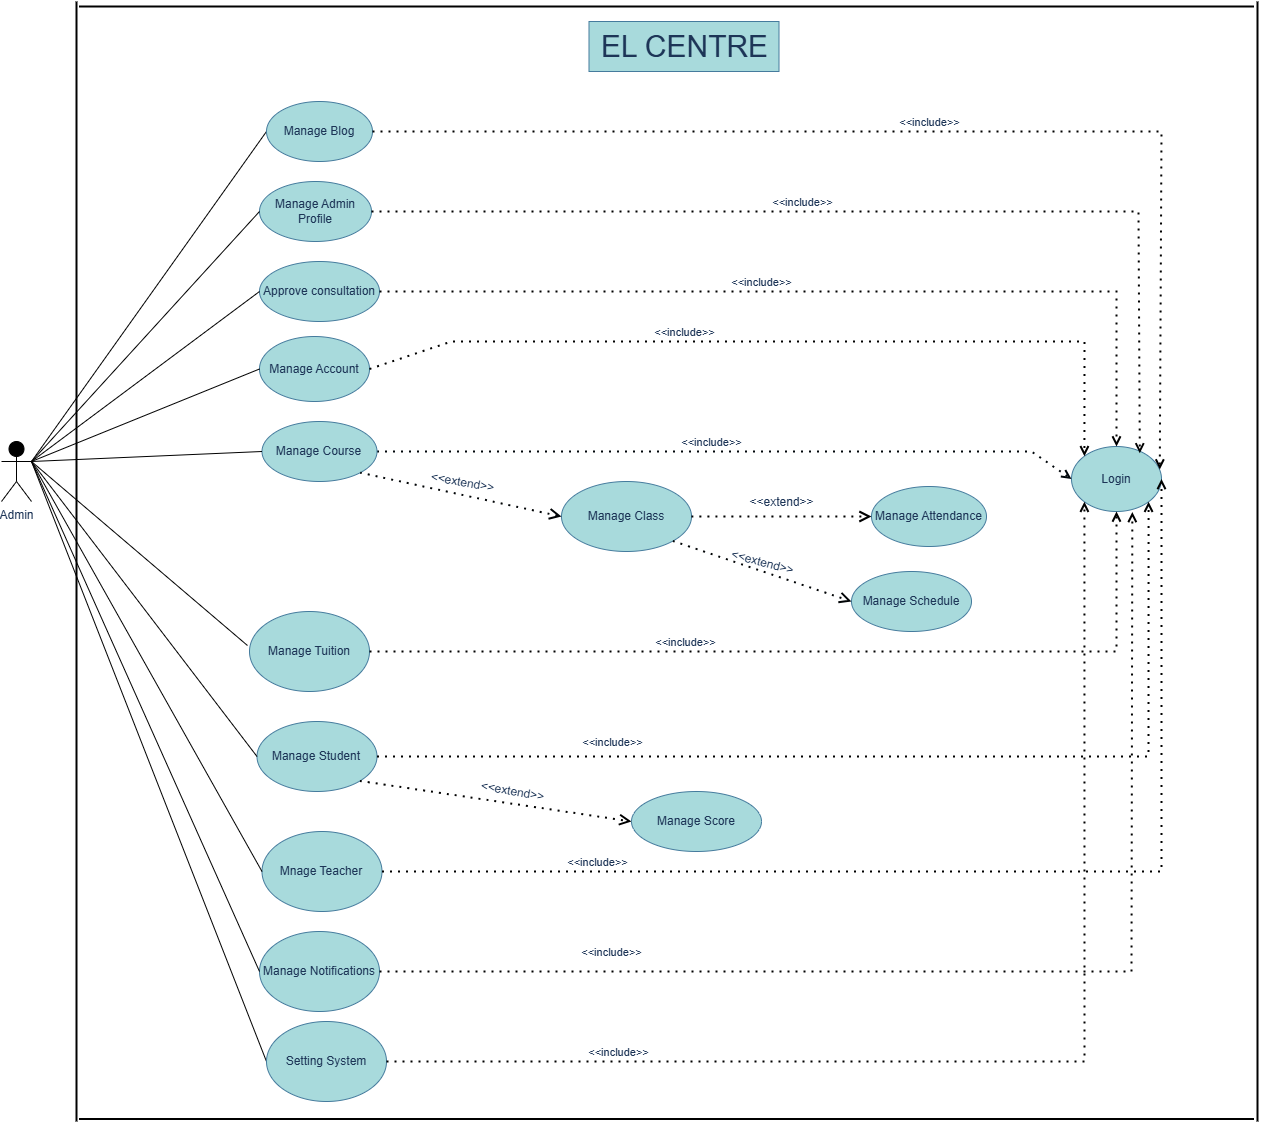 EL CENTRE
Manage Blog
<<include>>
Manage Admin
Profile
<<include>>
Approve consultation
<<include>>
Manage Account
<<include>>
Manage Course
<<include>>
Admin
<<extend>>
Login
Manage Class
<<extend>>
Manage Attendance
<<extend>>
Manage Schedule
Manage Tuition
<<include>>
Manage Student
<<include>>
<<extend>>
Manage Score
Mnage Teacher
<<include>>
Manage Notifications
<<include>>
Setting System
<<include>>